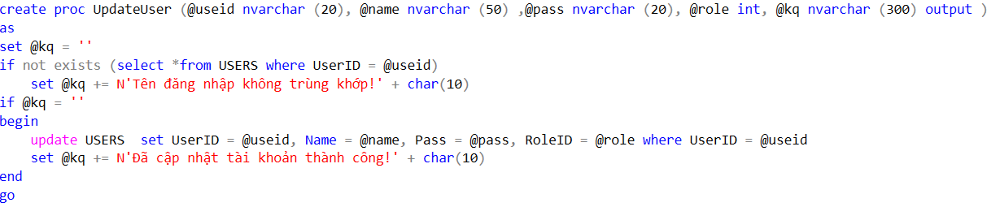 create proc UpdateUser (@useid nvarchar (20), @name nvarchar (50) ,@pass nvarchar (20), @role int, @kq nvarchar (300) output )
as
set @kq = ''
if not exists (select *from USERS where UserID = @useid)
    set @kq += N'Tên đăng nhập không trùng khớp!' + char(10)
if @kq = ''
begin
    update USERS  set UserID = @useid, Name = @name, Pass = @pass, RoleID = @role where UserID = @useid
    set @kq += N'Đã cập nhật tài khoản thành công!' + char(10)
end
go